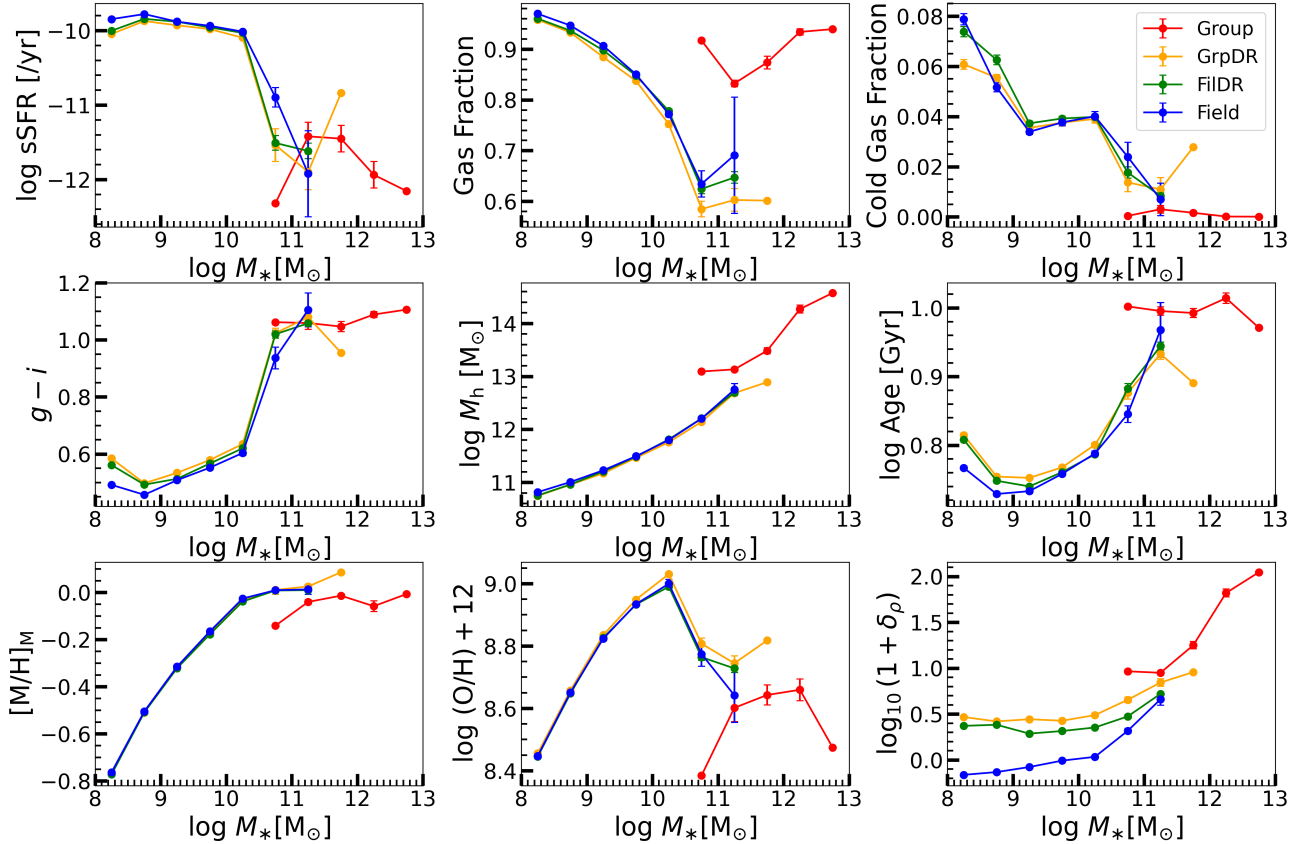 log sSFR [/yr]
−10
−11
−12
8 9 10 11 12 13
log M∗[M⊙]
Gas Fraction
0.9
0.8
0.7
0.6
8 9 10 11 12 13
log M∗[M⊙]
Cold Gas Fraction
0.08
0.06
0.04
0.02
0.00
8 9 10 11 12 13
log M∗[M⊙]
Group
GrpDR
FilDR
Field
g − i
1.2
1.0
0.8
0.6
8 9 10 11 12 13
log M∗[M⊙]
log Mh [M⊙]
14
13
12
11
8 9 10 11 12 13
log M∗[M⊙]
log Age [Gyr]
1.0
0.9
0.8
8 9 10 11 12 13
log M∗[M⊙]
[M/H]M
0.0
−0.2
−0.4
−0.6
−0.8
8 9 10 11 12 13
log M∗[M⊙]
log (O/H) + 12
9.0
8.8
8.6
8.4
8 9 10 11 12 13
log M∗[M⊙]
log10(1 + δρ)
2.0
1.5
1.0
0.5
0.0
8 9 10 11 12 13
log M∗[M⊙]